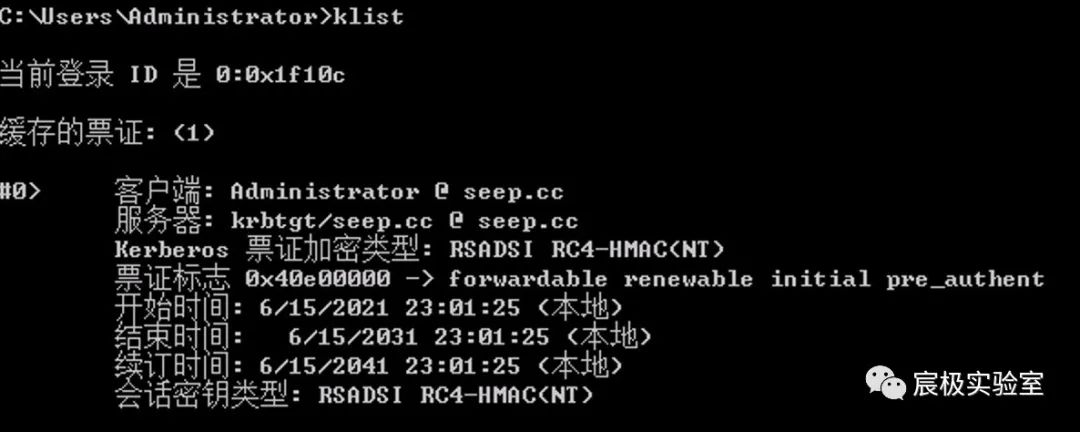 C:\Users\Administrator>klist
当前登录 ID 是 0:0x1f10c
缓存的票证: (1)
#0> 客户端: Administrator @ seep.cc
服务器: krbtgt/seep.cc @ seep.cc
Kerberos 票证加密类型: RSADSI RC4-HMAC(NT)
票证标志 0x40e00000 -> forwardable renewable initial pre_authent
开始时间: 6/15/2021 23:01:25 (本地)
结束时间: 6/15/2031 23:01:25 (本地)
续订时间: 6/15/2041 23:01:25 (本地)
会话密钥类型: RSADSI RC4-HMAC(NT)
宸极实验室